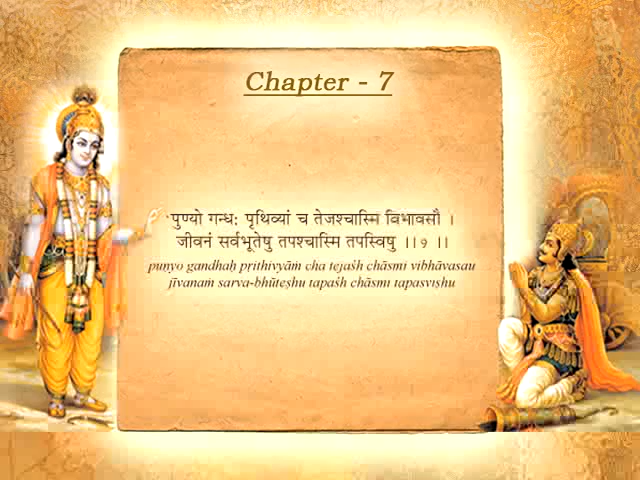 Chapter - 7
पुण्यो गन्धः पृथिव्यां च तेजश्चास्मि विभावसौ ।
जीवनं सर्वभूतेषु तपश्चास्मि तपस्विषु ।।७ ।।
puṇyo gandhaḥ pṛithivyāṁ cha tejaśh chāsmi vibhāvasau
jīvanaṁ sarva-bhūteṣhu tapaśh chāsmi tapasviṣhu